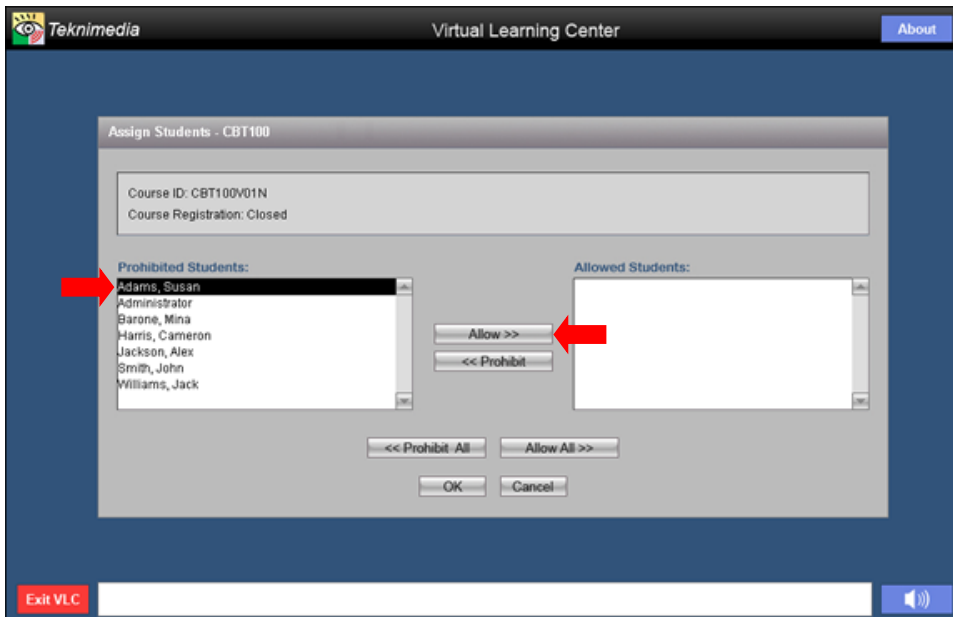 Teknimedia
Virtual Learning Center
About
Assign Students - CBT100
Course ID: CBT100V01N
Course Registration: Closed
Prohibited Students:
Adams, Susan
Administrator
Barone, Mina
Harris, Cameron
Jackson, Alex
Smith, John
Williams, Jack
Allow >>
<< Prohibit
Allowed Students:
<< Prohibit All
Allow All >>
OK
Cancel
Exit VLC